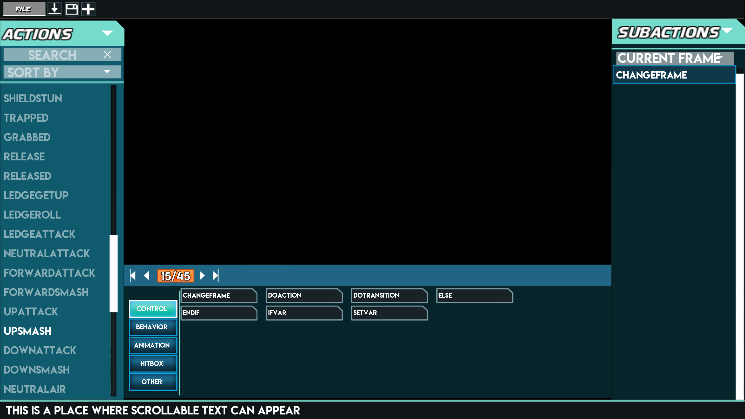 FILE
ACTIONS
SEARCH
SORT BY
SHIELDSTUN
TRAPPED
GRABBED
RELEASE
RELEASED
LEDGEGETUP
LEDGEROLL
LEDGEATTACK
NEUTRALATTACK
FORWARDATTACK
FORWARDSMASH
UPATTACK
UPSMASH
DOWNATTACK
DOWNSMASH
NEUTRALAIR
15/45
CONTROL
BEHAVIOR
ANIMATION
HITBOX
OTHER
CHANGEFRAME DOACTION DOTRANSITION ELSE
ENDIF IFVAR SETVAR
SUBACTIONS
CURRENT FRAME
CHANGEFRAME
THIS IS A PLACE WHERE SCROLLABLE TEXT CAN APPEAR